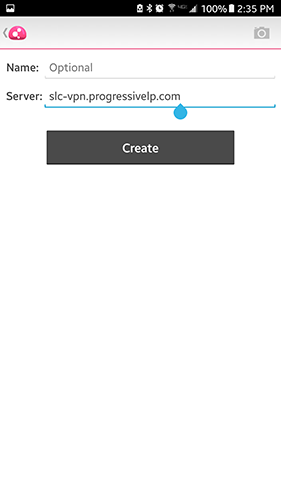 100% 2:35 PM
Name: Optional
Server: slc-vpn.progressivelp.com
Create